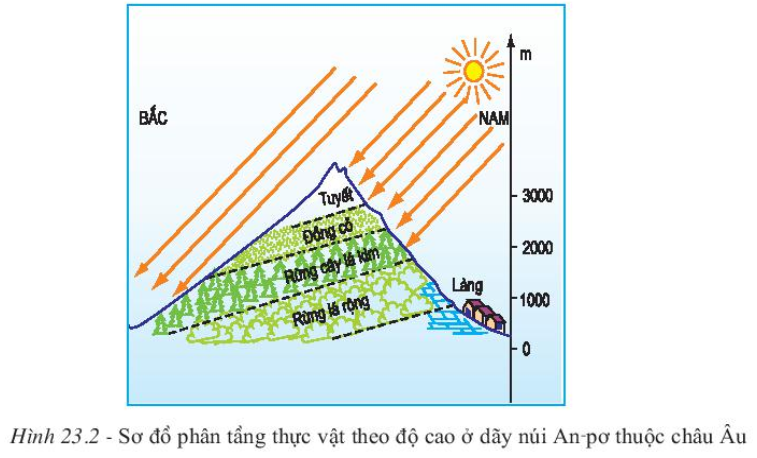 m
BẮC
NAM
Tuyết
3000
Đồng cỏ
2000
Rừng cây lá kim
Làng
1000
Rừng lá rộng
0
Hình 23.2 - Sơ đồ phân tầng thực vật theo độ cao ở dãy núi An-pơ thuộc châu Âu